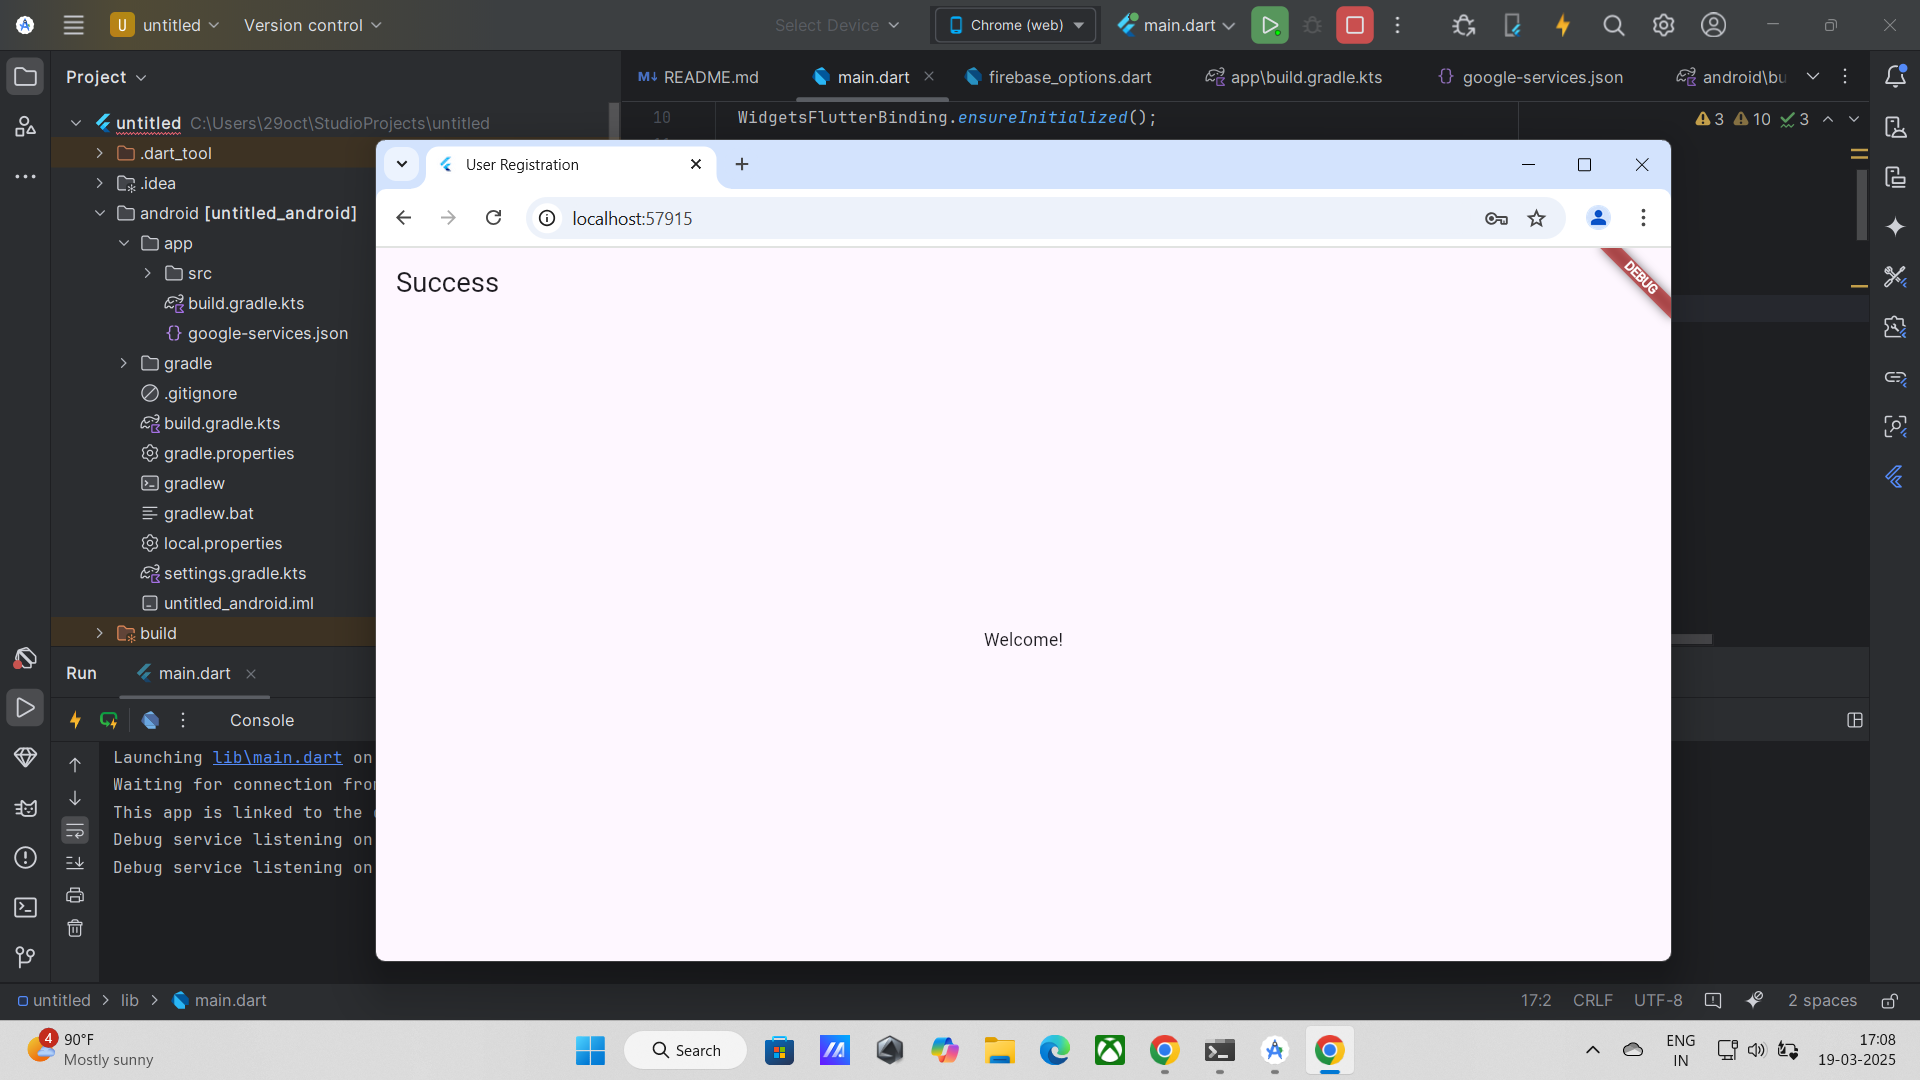 U untitled Version control Select Device Chrome (web) main.dart
Project README.md main.dart firebase_options.dart app\build.gradle.kts google-services.json android\bu
untitled C:\Users\29oct\StudioProjects\untitled
10 WidgetsFlutterBinding.ensureInitialized();
3 10 3
.dart_tool
.idea
android [untitled_android]
app
src
build.gradle.kts
google-services.json
gradle
.gitignore
build.gradle.kts
gradle.properties
gradlew
gradlew.bat
local.properties
settings.gradle.kts
untitled_android.iml
build
User Registration
localhost:57915
Success
DEBUG
Welcome!
Run main.dart
Console
Launching lib\main.dart on
Waiting for connection from
This app is linked to the
Debug service listening on
Debug service listening on
untitled > lib > main.dart
17:2 CRLF UTF-8 2 spaces
4 90°F
Mostly sunny
Search
ENG
IN
17:08
19-03-2025